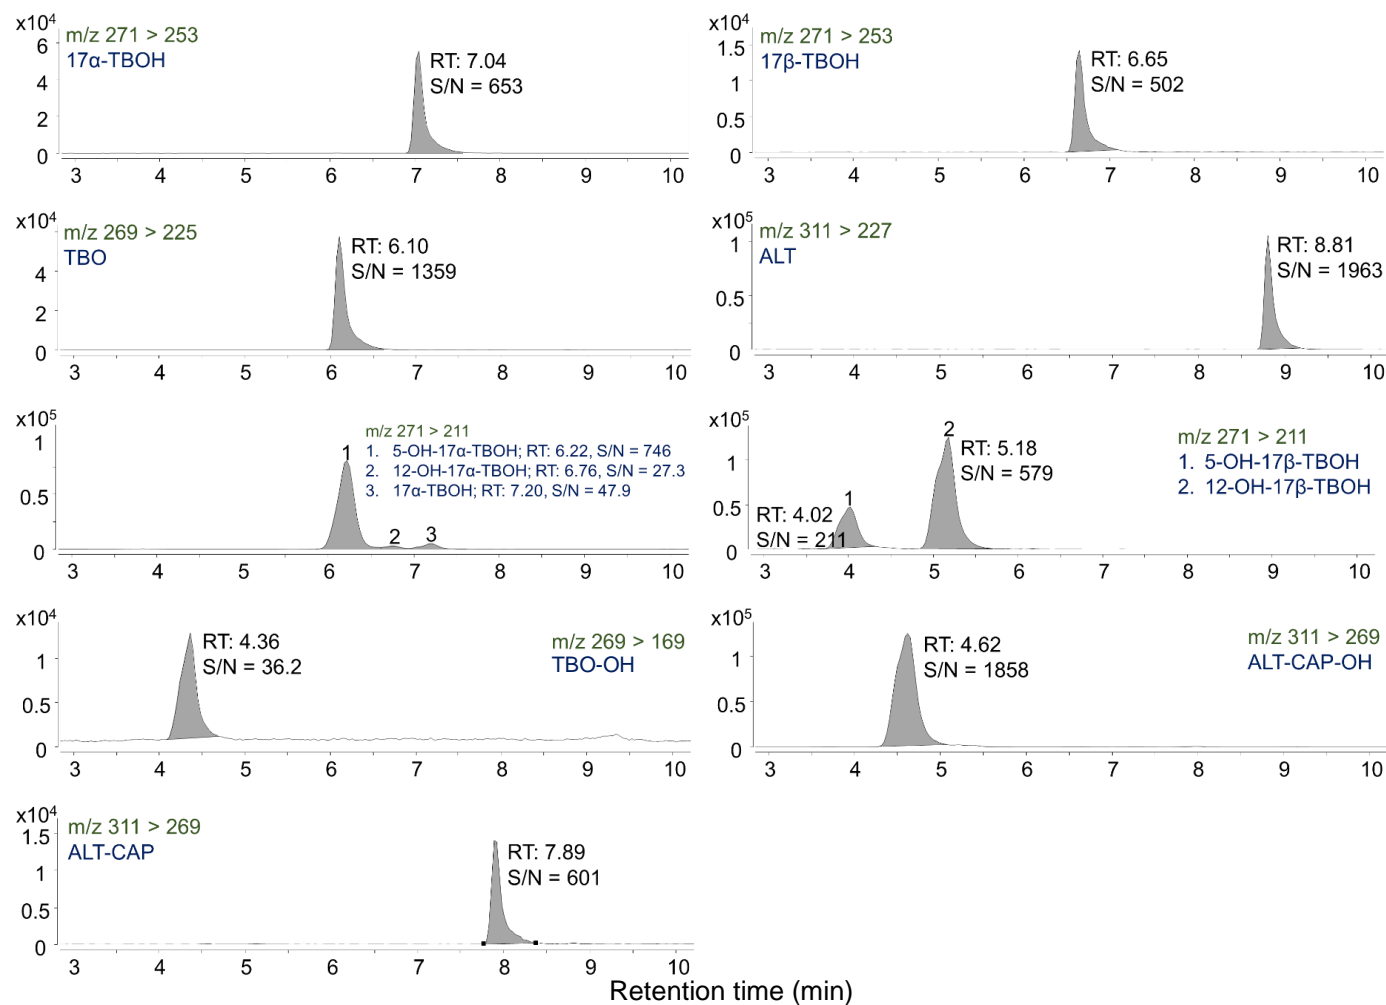 x10⁴
m/z 271 > 253
17α-TBOH
RT: 7.04
S/N = 653
6
4
2
0
3 4 5 6 7 8 9 10
x10⁴
m/z 271 > 253
17β-TBOH
RT: 6.65
S/N = 502
1.5
1
0.5
0
3 4 5 6 7 8 9 10
x10⁴
m/z 269 > 225
TBO
RT: 6.10
S/N = 1359
4
2
0
3 4 5 6 7 8 9 10
x10⁵
m/z 311 > 227
ALT
RT: 8.81
S/N = 1963
1
0.5
0
3 4 5 6 7 8 9 10
x10⁵
m/z 271 > 211
1. 5-OH-17α-TBOH; RT: 6.22, S/N = 746
2. 12-OH-17α-TBOH; RT: 6.76, S/N = 27.3
3. 17α-TBOH; RT: 7.20, S/N = 47.9
1
2
3
1
0.5
0
3 4 5 6 7 8 9 10
x10⁵
m/z 271 > 211
1. 5-OH-17β-TBOH
2. 12-OH-17β-TBOH
2
RT: 5.18
S/N = 579
1
RT: 4.02
S/N = 211
1
0.5
0
3 4 5 6 7 8 9 10
x10⁴
RT: 4.36
S/N = 36.2
m/z 269 > 169
TBO-OH
1
0.5
0
3 4 5 6 7 8 9 10
x10⁵
RT: 4.62
S/N = 1858
m/z 311 > 269
ALT-CAP-OH
1
0.5
0
3 4 5 6 7 8 9 10
x10⁴
m/z 311 > 269
ALT-CAP
RT: 7.89
S/N = 601
1.5
1
0.5
0
3 4 5 6 7 8 9 10
Retention time (min)